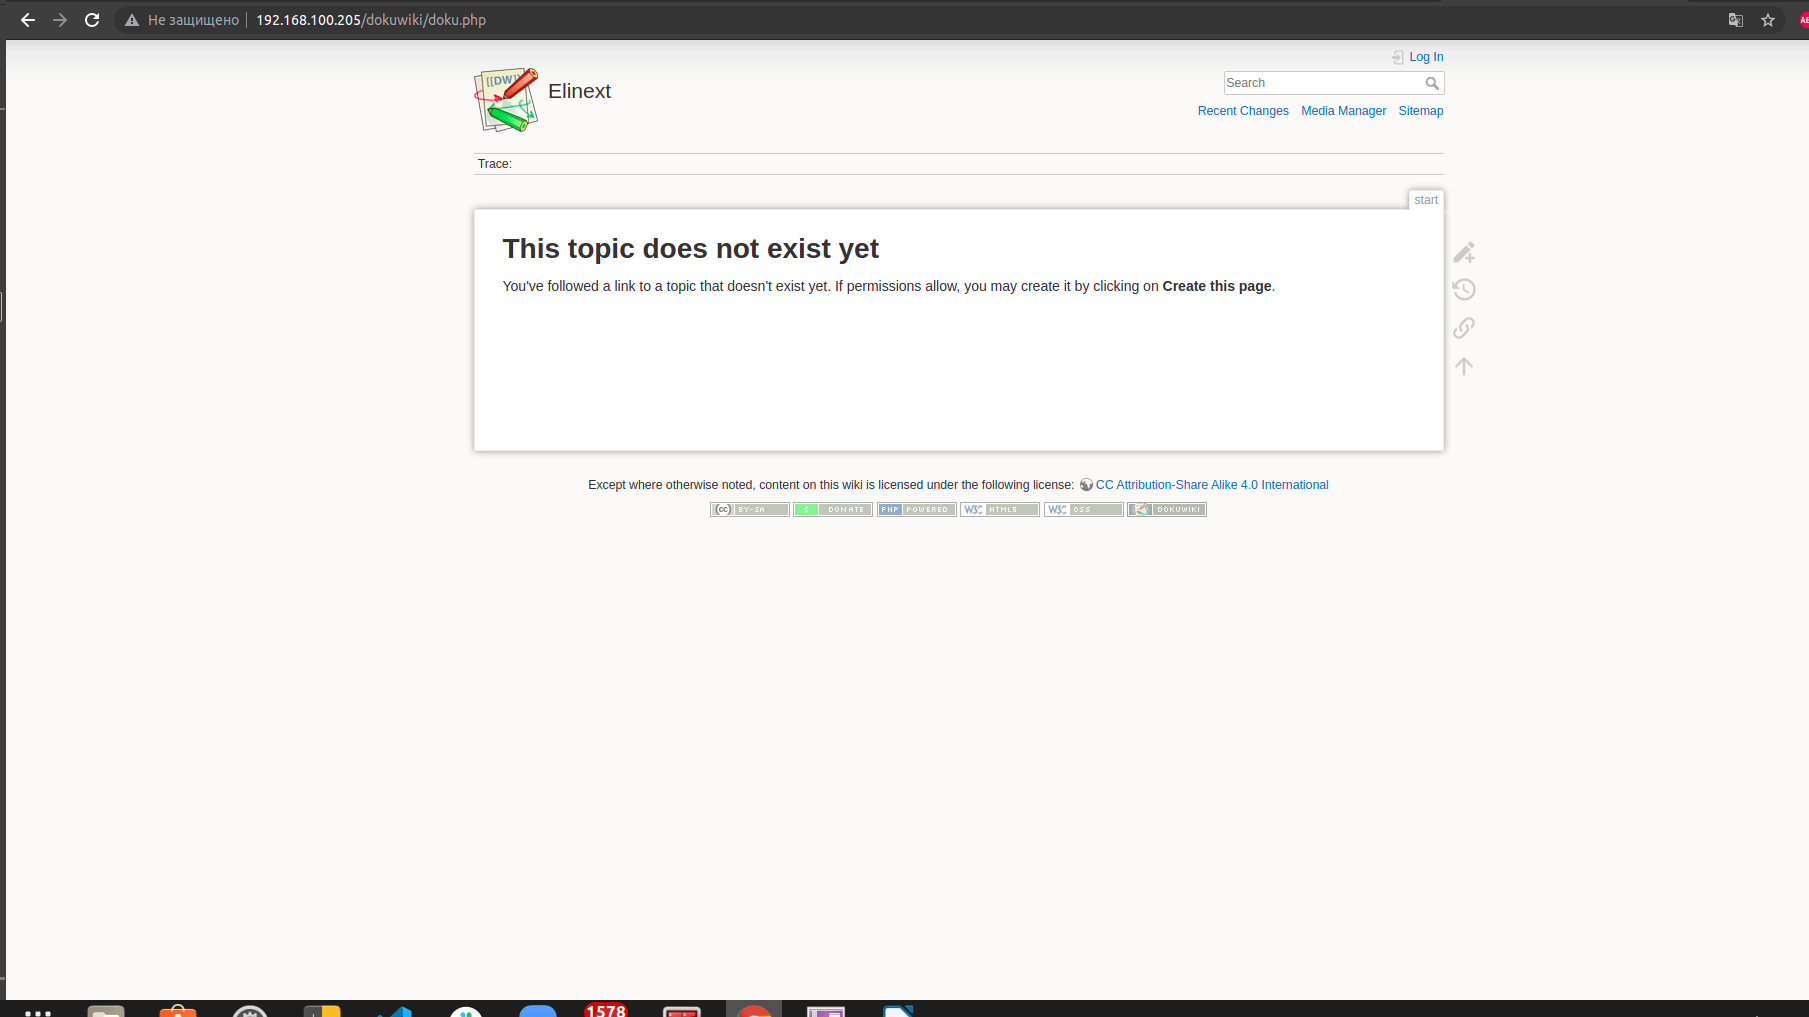 Не защищено
192.168.100.205/dokuwiki/doku.php
Log In
[[DW]]
Elinext
Search
Recent Changes Media Manager Sitemap
Trace:
start
This topic does not exist yet
You've followed a link to a topic that doesn't exist yet. If permissions allow, you may create it by clicking on Create this page.
Except where otherwise noted, content on this wiki is licensed under the following license: CC Attribution-Share Alike 4.0 International
cc BY-SA $ DONATE PHP POWERED W3C HTML5 W3C CSS DOKUWIKI
1578